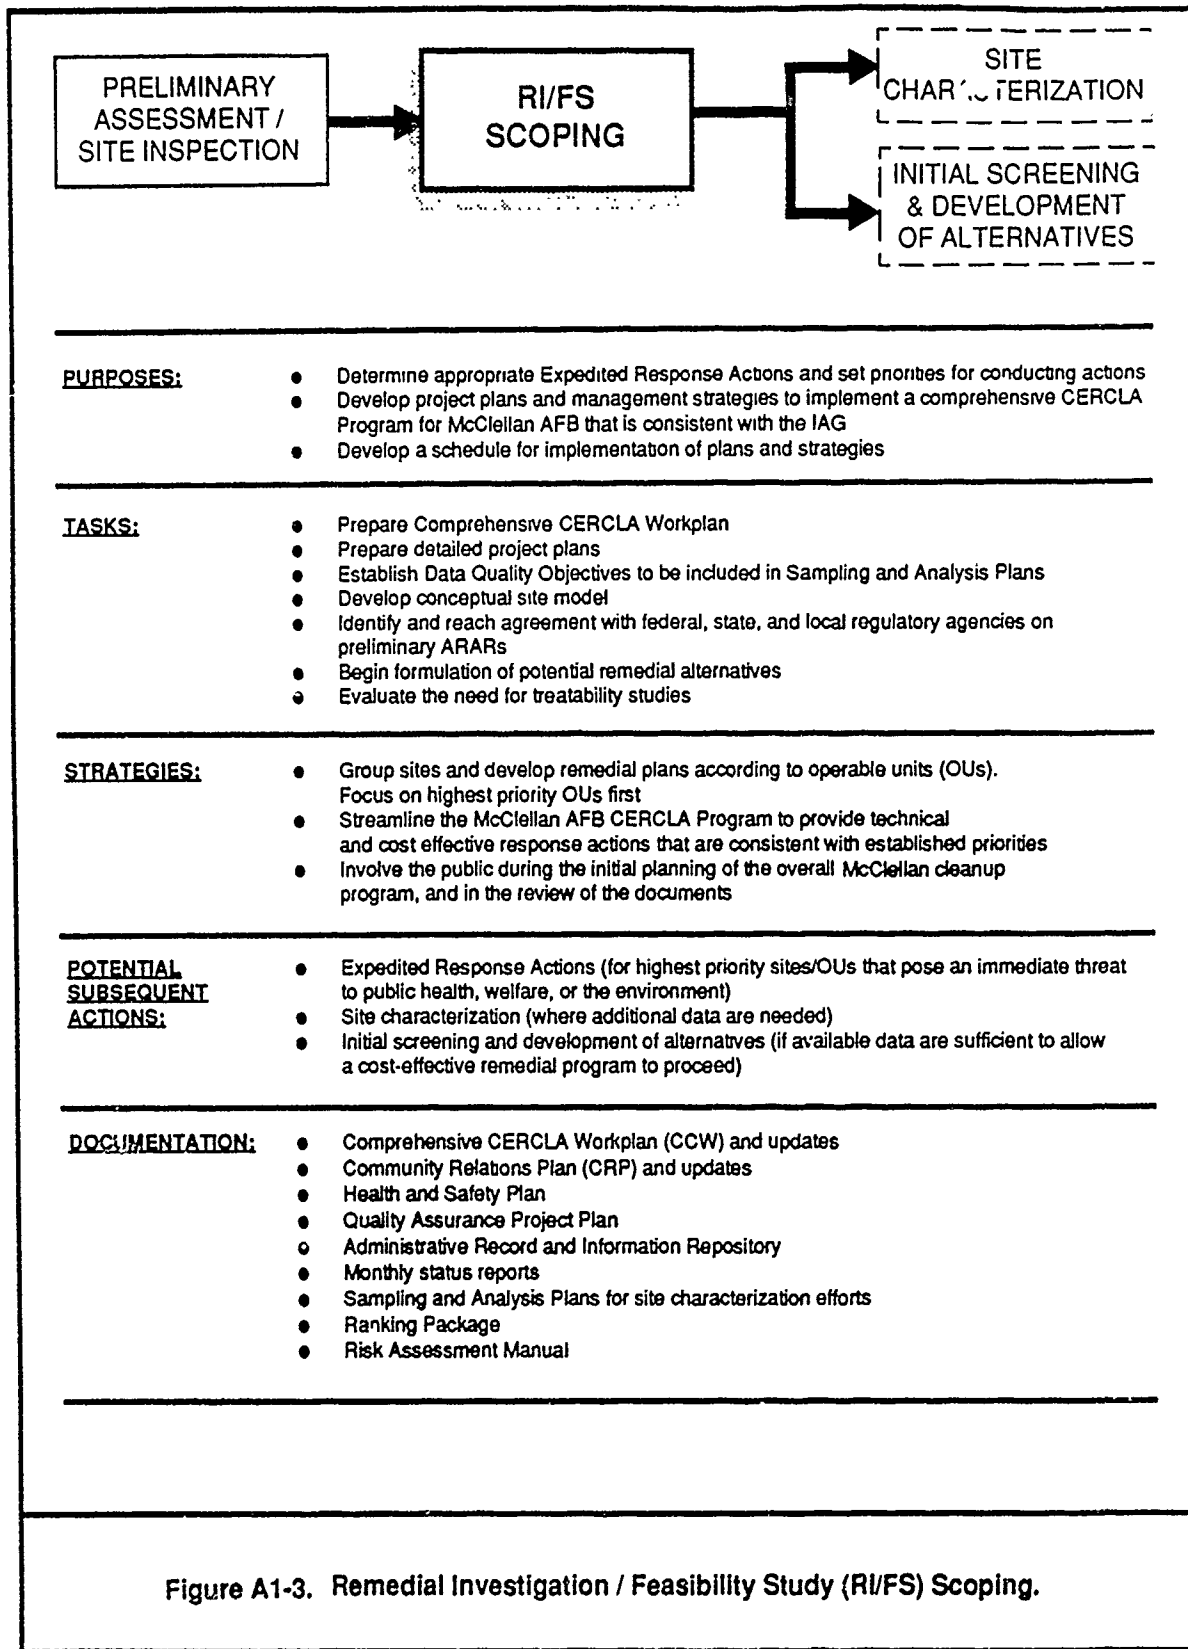 PRELIMINARY
ASSESSMENT /
SITE INSPECTION
RI/FS
SCOPING
SITE
INITIAL SCREENING
& DEVELOPMENT
OF ALTERNATIVES
PURPOSES:
● Determine appropriate Expedited Response Actions and set priorities for conducting actions
● Develop project plans and management strategies to implement a comprehensive CERCLA
Program for McClellan AFB that is consistent with the IAG
● Develop a schedule for implementation of plans and strategies
TASKS:
● Prepare Comprehensive CERCLA Workplan
● Prepare detailed project plans
● Establish Data Quality Objectives to be included in Sampling and Analysis Plans
● Develop conceptual site model
● Identify and reach agreement with federal, state, and local regulatory agencies on
preliminary ARARs
● Begin formulation of potential remedial alternatives
● Evaluate the need for treatability studies
STRATEGIES:
● Group sites and develop remedial plans according to operable units (OUs).
Focus on highest priority OUs first
● Streamline the McClellan AFB CERCLA Program to provide technical
and cost effective response actions that are consistent with established priorities
● Involve the public during the initial planning of the overall McClellan cleanup
program, and in the review of the documents
POTENTIAL
SUBSEQUENT
ACTIONS:
● Expedited Response Actions (for highest priority sites/OUs that pose an immediate threat
to public health, welfare, or the environment)
● Site characterization (where additional data are needed)
● Initial screening and development of alternatives (if available data are sufficient to allow
a cost-effective remedial program to proceed)
DOCUMENTATION:
● Comprehensive CERCLA Workplan (CCW) and updates
● Community Relations Plan (CRP) and updates
● Health and Safety Plan
● Quality Assurance Project Plan
● Administrative Record and Information Repository
● Monthly status reports
● Sampling and Analysis Plans for site characterization efforts
● Ranking Package
● Risk Assessment Manual
Figure A1-3. Remedial Investigation / Feasibility Study (RI/FS) Scoping.